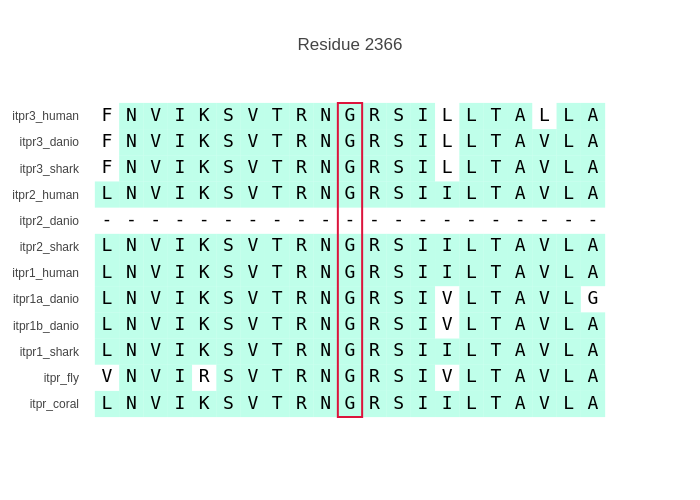 Residue 2366
itpr3_human F N V I K S V T R N G R S I L L T A L L A
itpr3_danio F N V I K S V T R N G R S I L L T A V L A
itpr3_shark F N V I K S V T R N G R S I L L T A V L A
itpr2_human L N V I K S V T R N G R S I I L T A V L A
itpr2_danio - - - - - - - - - - - - - - - - - - - - -
itpr2_shark L N V I K S V T R N G R S I I L T A V L A
itpr1_human L N V I K S V T R N G R S I I L T A V L A
itpr1a_danio L N V I K S V T R N G R S I V L T A V L G
itpr1b_danio L N V I K S V T R N G R S I V L T A V L A
itpr1_shark L N V I K S V T R N G R S I I L T A V L A
itpr_fly V N V I R S V T R N G R S I V L T A V L A
itpr_coral L N V I K S V T R N G R S I I L T A V L A